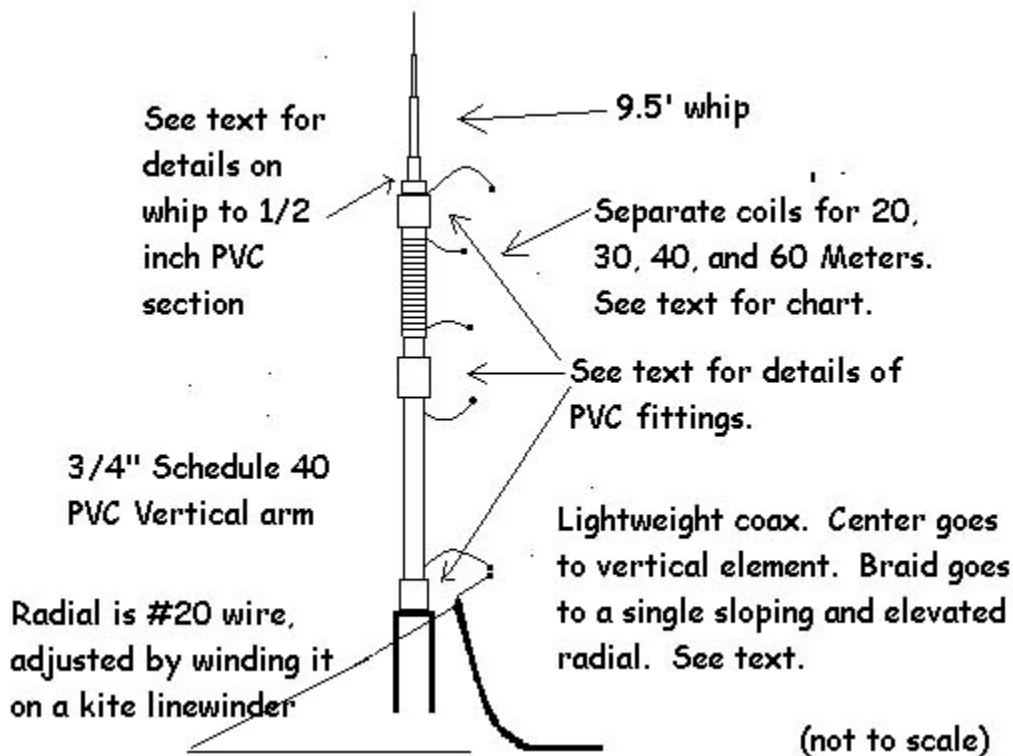 9.5' whip
See text for
details on
whip to 1/2
inch PVC
section
Separate coils for 20,
30, 40, and 60 Meters.
See text for chart.
See text for details of
PVC fittings.
3/4" Schedule 40
PVC Vertical arm
Lightweight coax. Center goes
to vertical element. Braid goes
to a single sloping and elevated
radial. See text.
Radial is #20 wire,
adjusted by winding it
on a kite linewinder
(not to scale)